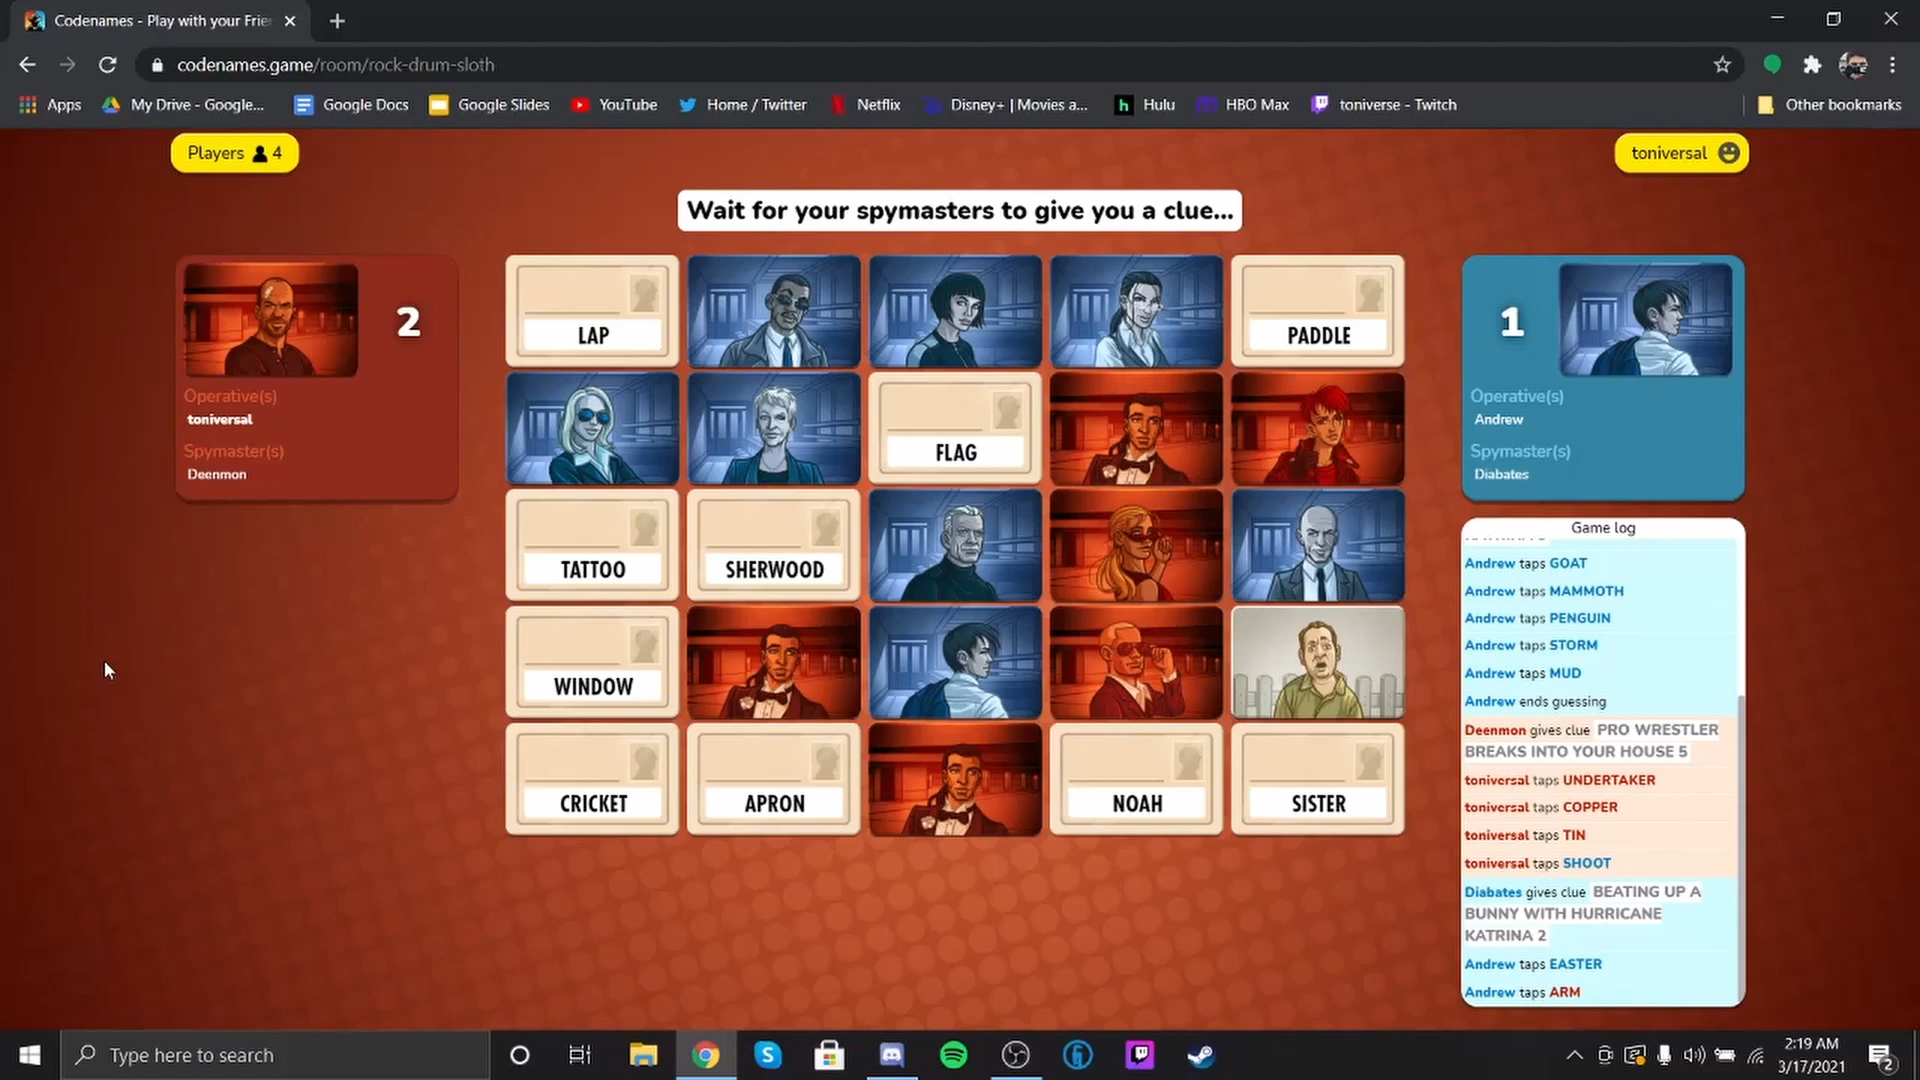 Codenames - Play with your Frie
codenames.game/room/rock-drum-sloth
Apps
My Drive - Google...
Google Docs
Google Slides
YouTube
Home / Twitter
Netflix
Disney+ | Movies a...
Hulu
HBO Max
toniverse - Twitch
Other bookmarks
Players 4
toniversal
Wait for your spymasters to give you a clue...
2
Operative(s)
toniversal
Spymaster(s)
Deenmon
LAP
PADDLE
FLAG
TATTOO
SHERWOOD
WINDOW
CRICKET
APRON
NOAH
SISTER
1
Operative(s)
Andrew
Spymaster(s)
Diabates
Game log
Andrew taps GOAT
Andrew taps MAMMOTH
Andrew taps PENGUIN
Andrew taps STORM
Andrew taps MUD
Andrew ends guessing
Deenmon gives clue PRO WRESTLER
BREAKS INTO YOUR HOUSE 5
toniversal taps UNDERTAKER
toniversal taps COPPER
toniversal taps TIN
toniversal taps SHOOT
Diabates gives clue BEATING UP A
BUNNY WITH HURRICANE
KATRINA 2
Andrew taps EASTER
Andrew taps ARM
Type here to search
2:19 AM
3/17/2021
2